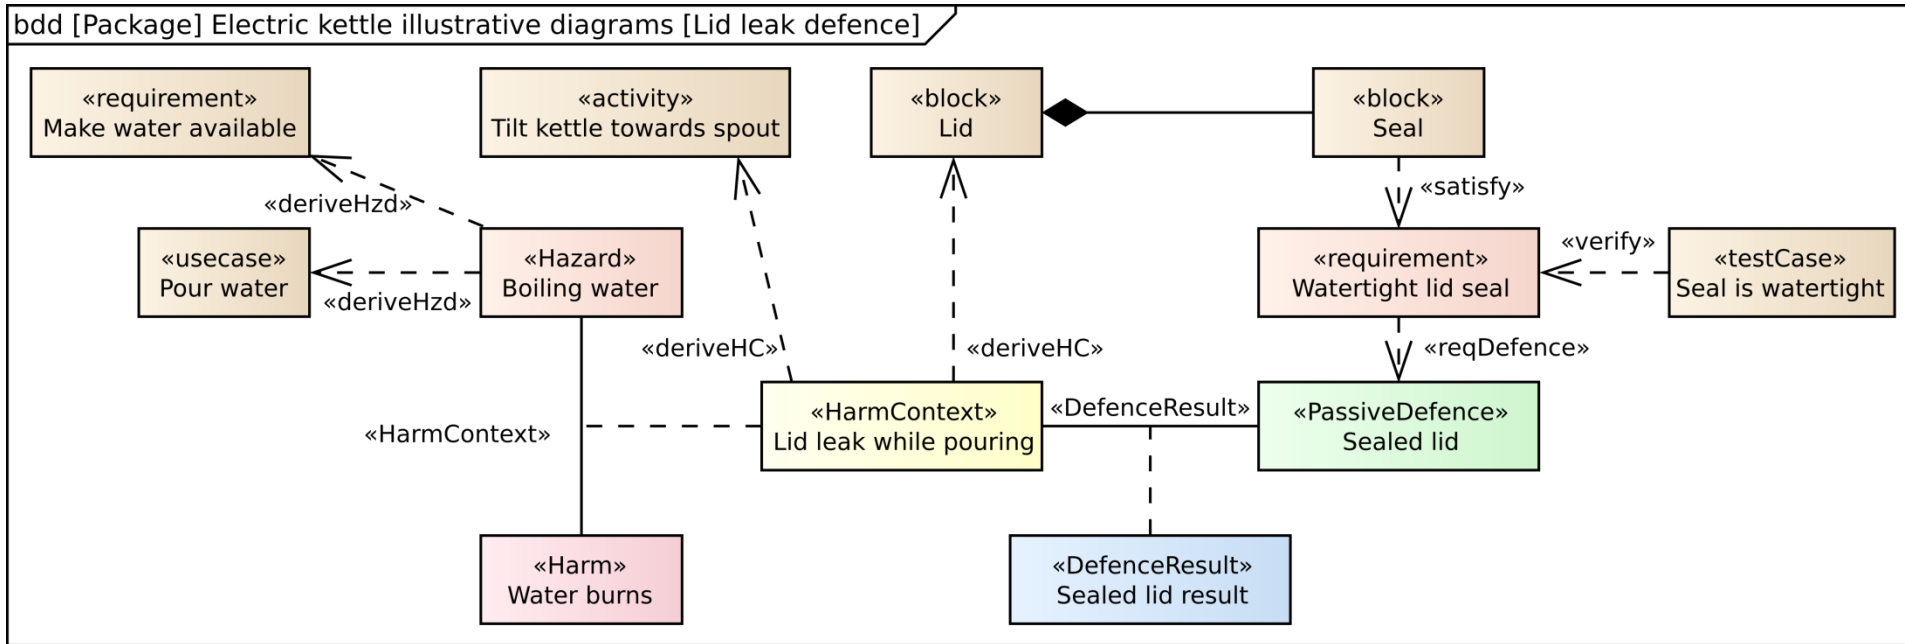 bdd [Package] Electric kettle illustrative diagrams [Lid leak defence]
«requirement»
Make water available
«activity»
Tilt kettle towards spout
«block»
Lid
«block»
Seal
«deriveHzd»
«satisfy»
«usecase»
Pour water
«deriveHzd»
«Hazard»
Boiling water
«requirement»
Watertight lid seal
«verify»
«testCase»
Seal is watertight
«deriveHC»
«deriveHC»
«reqDefence»
«HarmContext»
«HarmContext»
Lid leak while pouring
«DefenceResult»
«PassiveDefence»
Sealed lid
«Harm»
Water burns
«DefenceResult»
Sealed lid result